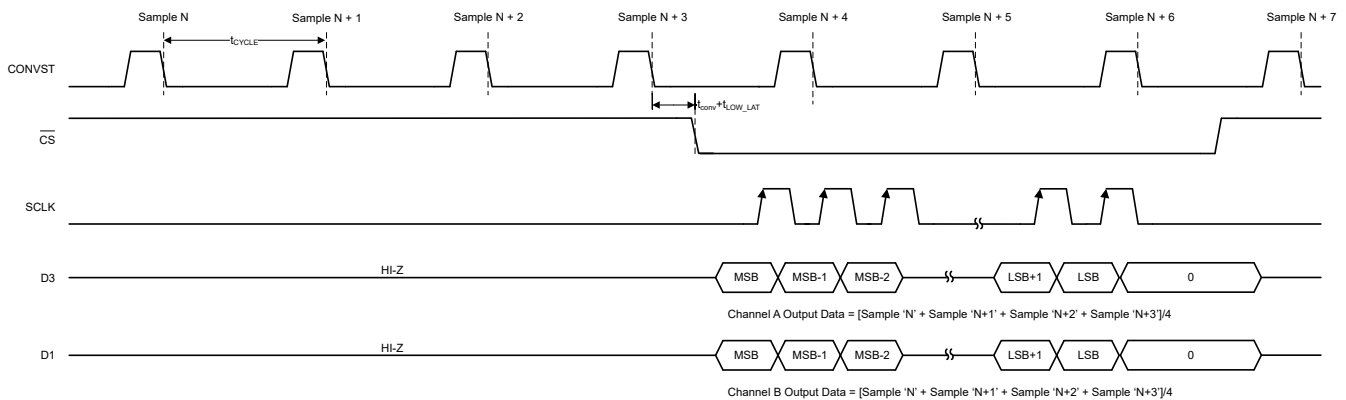 Sample N
Sample N + 1
Sample N + 2
Sample N + 3
Sample N + 4
Sample N + 5
Sample N + 6
Sample N + 7
tCYCLE
CONVST
tconv+tLOW_LAT
CS
SCLK
D3
HI-Z
MSB
MSB-1
MSB-2
LSB+1
LSB
0
Channel A Output Data = [Sample ‘N’ + Sample ‘N+1’ + Sample ‘N+2’ + Sample ‘N+3’]/4
D1
HI-Z
MSB
MSB-1
MSB-2
LSB+1
LSB
0
Channel B Output Data = [Sample ‘N’ + Sample ‘N+1’ + Sample ‘N+2’ + Sample ‘N+3’]/4